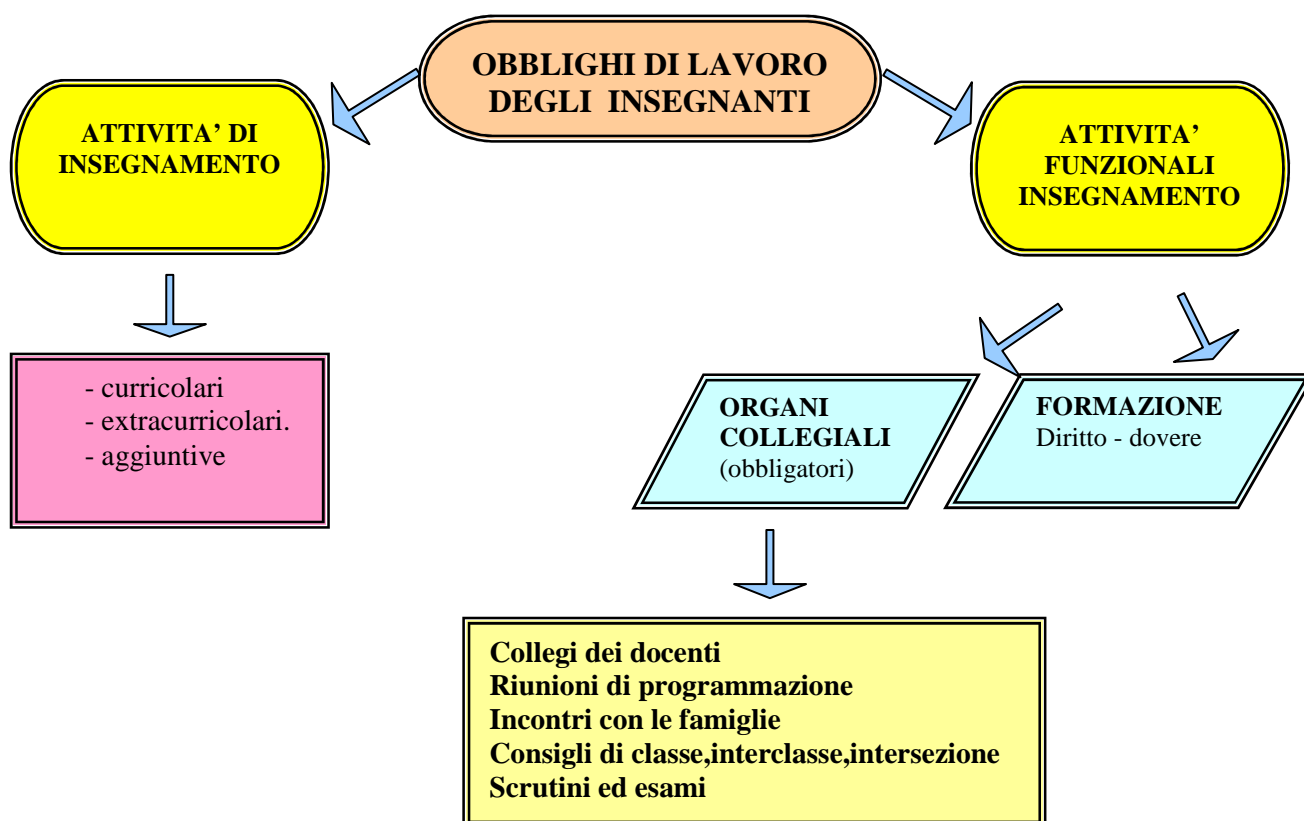 OBBLIGHI DI LAVORO
DEGLI  INSEGNANTI
ATTIVITA’ DI
INSEGNAMENTO
ATTIVITA’
FUNZIONALI
INSEGNAMENTO
- curricolari
- extracurricolari.
- aggiuntive
ORGANI
COLLEGIALI
(obbligatori)
FORMAZIONE
Diritto - dovere
Collegi dei docenti
Riunioni di programmazione
Incontri con le famiglie
Consigli di classe,interclasse,intersezione
Scrutini ed esami